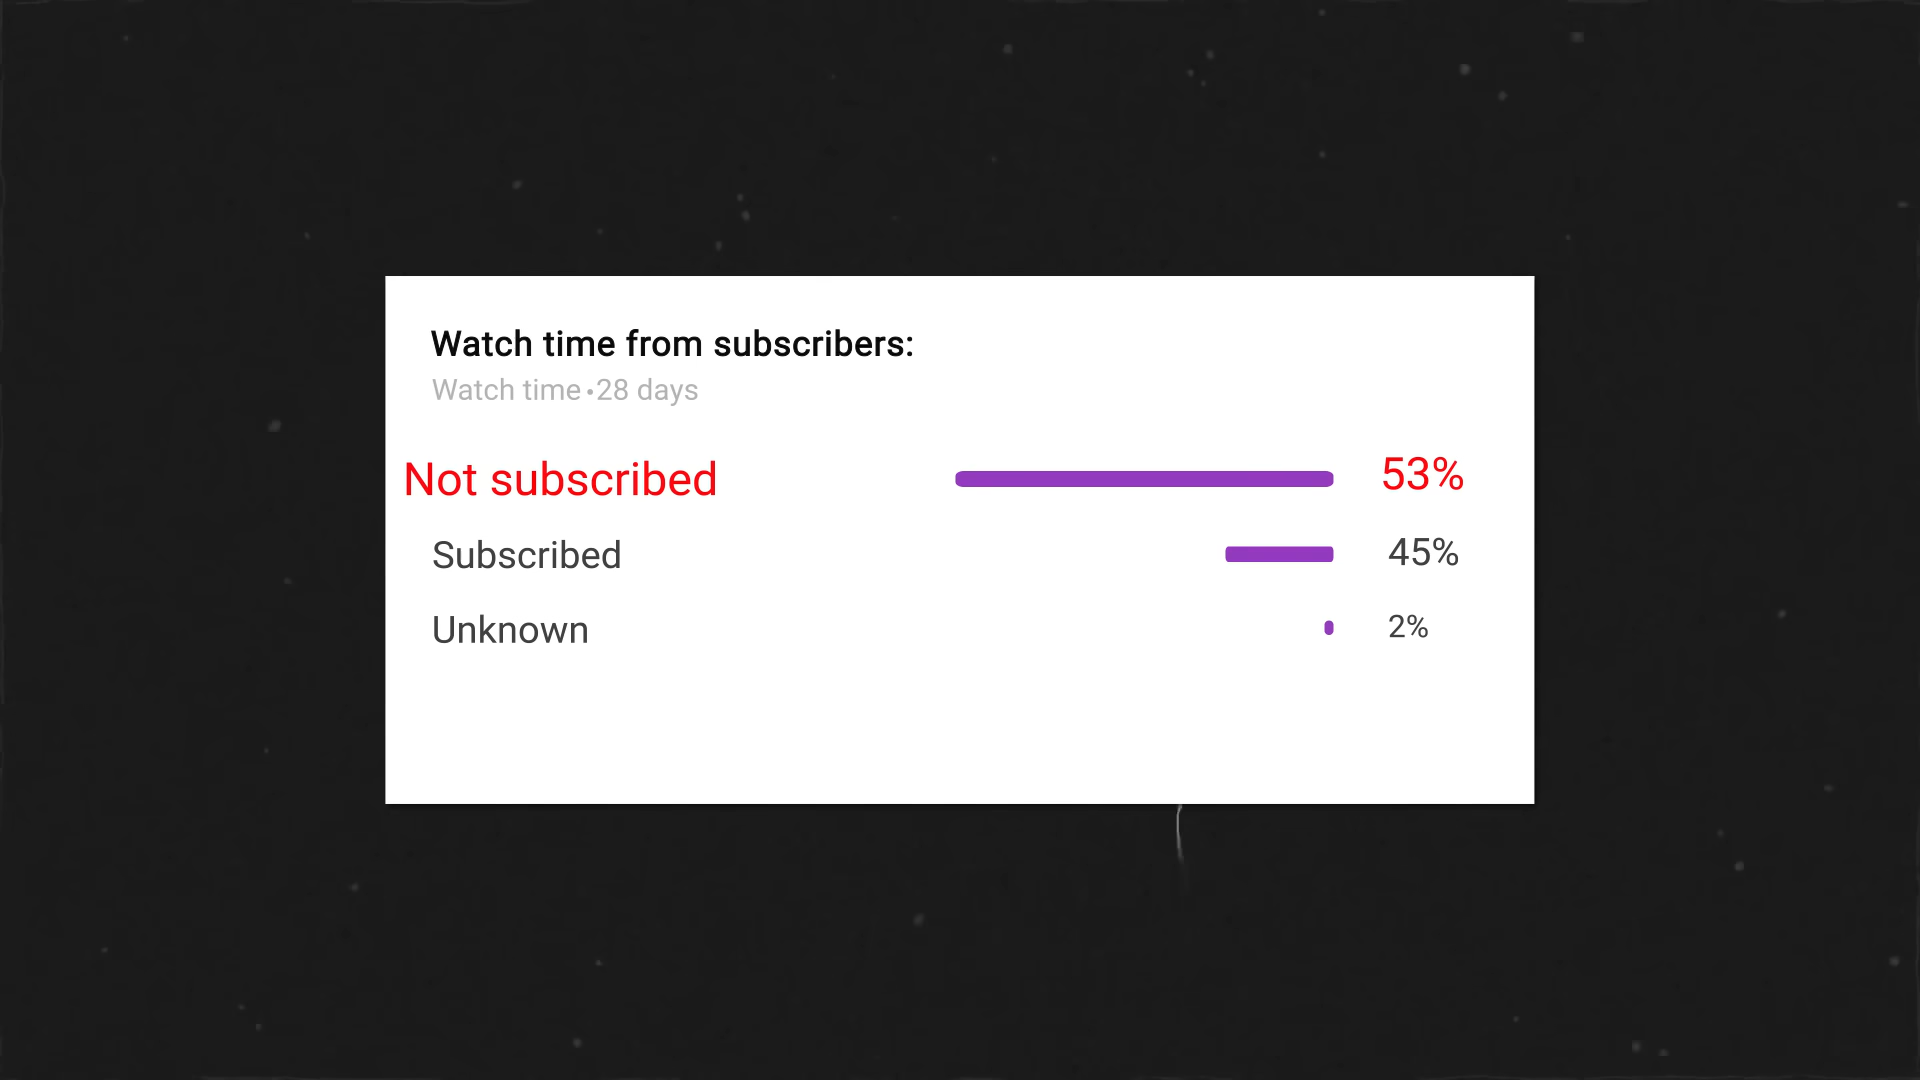 Watch time from subscribers:
Watch time•28 days
Not subscribed 53%
Subscribed 45%
Unknown 2%